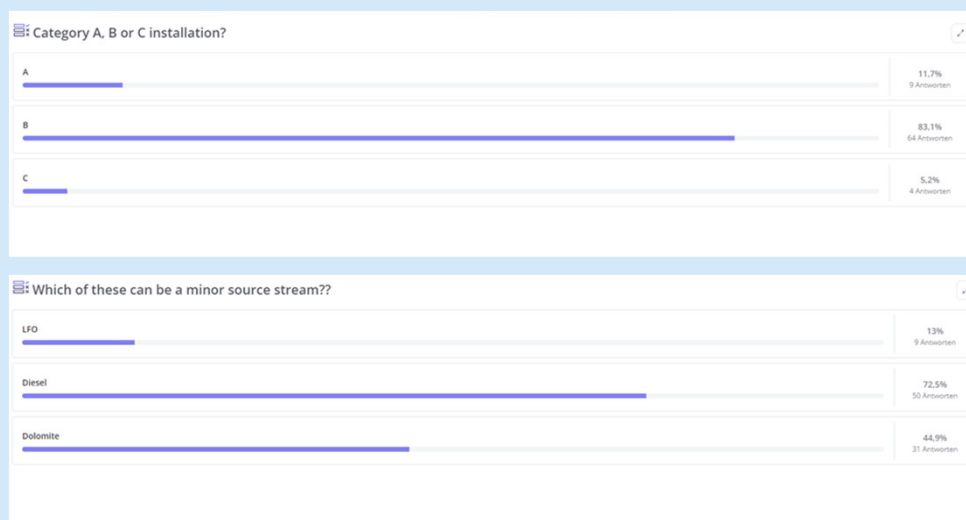 Category A, B or C installation?
A
11,7%
9 Antworten
B
83,1%
64 Antworten
C
5,2%
4 Antworten
Which of these can be a minor source stream??
LFO
13%
9 Antworten
Diesel
72,5%
50 Antworten
Dolomite
44,9%
31 Antworten